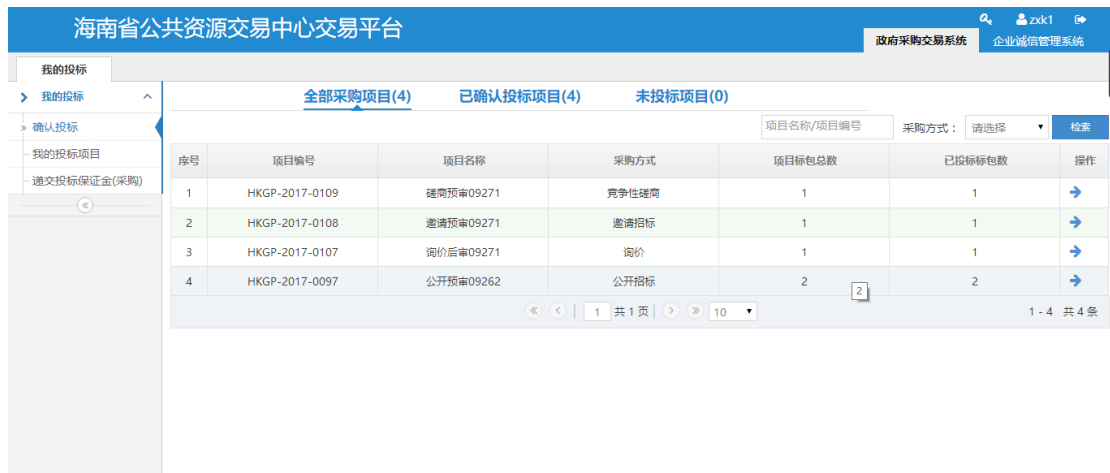 海南省公共资源交易中心交易平台
zxk1
政府采购交易系统 企业诚信管理系统
我的投标
我的投标
确认投标
我的投标项目
递交投标保证金(采购)
全部采购项目(4) 已确认投标项目(4) 未投标项目(0)
项目名称/项目编号 采购方式： 请选择 检索
序号 项目编号 项目名称 采购方式 项目标包总数 已投标标包数 操作
1 HKGP-2017-0109 磋商预审09271 竞争性磋商 1 1
2 HKGP-2017-0108 邀请预审09271 邀请招标 1 1
3 HKGP-2017-0107 询价后审09271 询价 1 1
4 HKGP-2017-0097 公开预审09262 公开招标 2 2
2
1 共 1 页 10 1 - 4 共 4 条